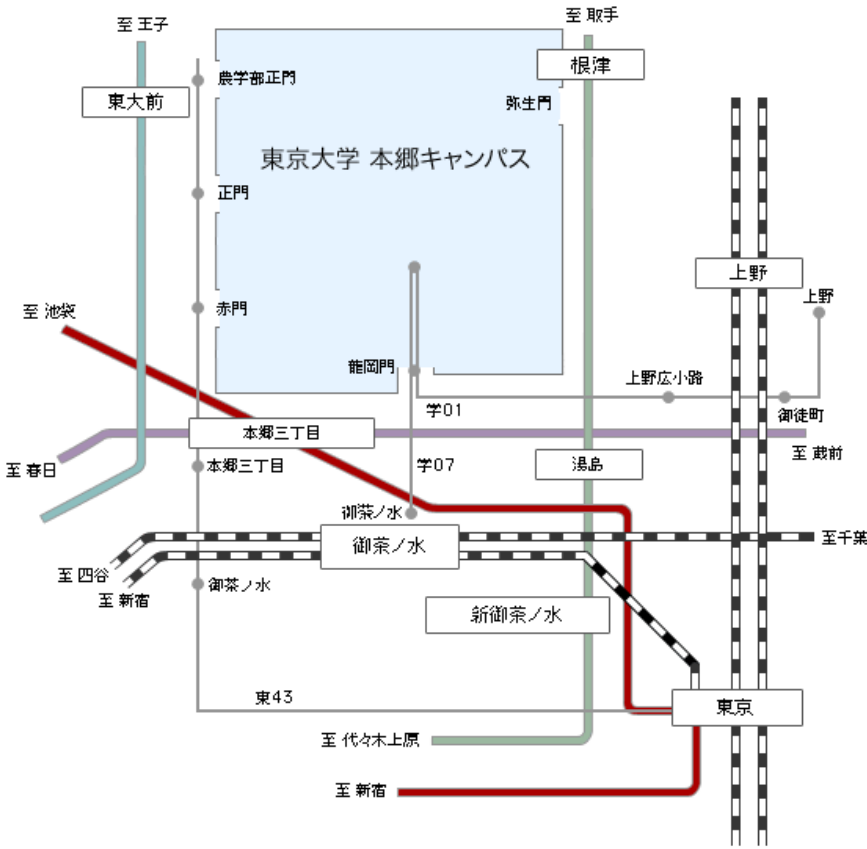 至 王子
至 取手
農学部正門
根津
東大前
弥生門
東京大学 本郷キャンパス
正門
上野
上野
至 池袋
赤門
龍岡門
上野広小路
学01
御徒町
本郷三丁目
至 蔵前
至 春日
本郷三丁目
学07
湯島
御茶ノ水
御茶ノ水
至千葉
至 四谷
至 新宿
御茶ノ水
新御茶ノ水
東43
東京
至 代々木上原
至 新宿